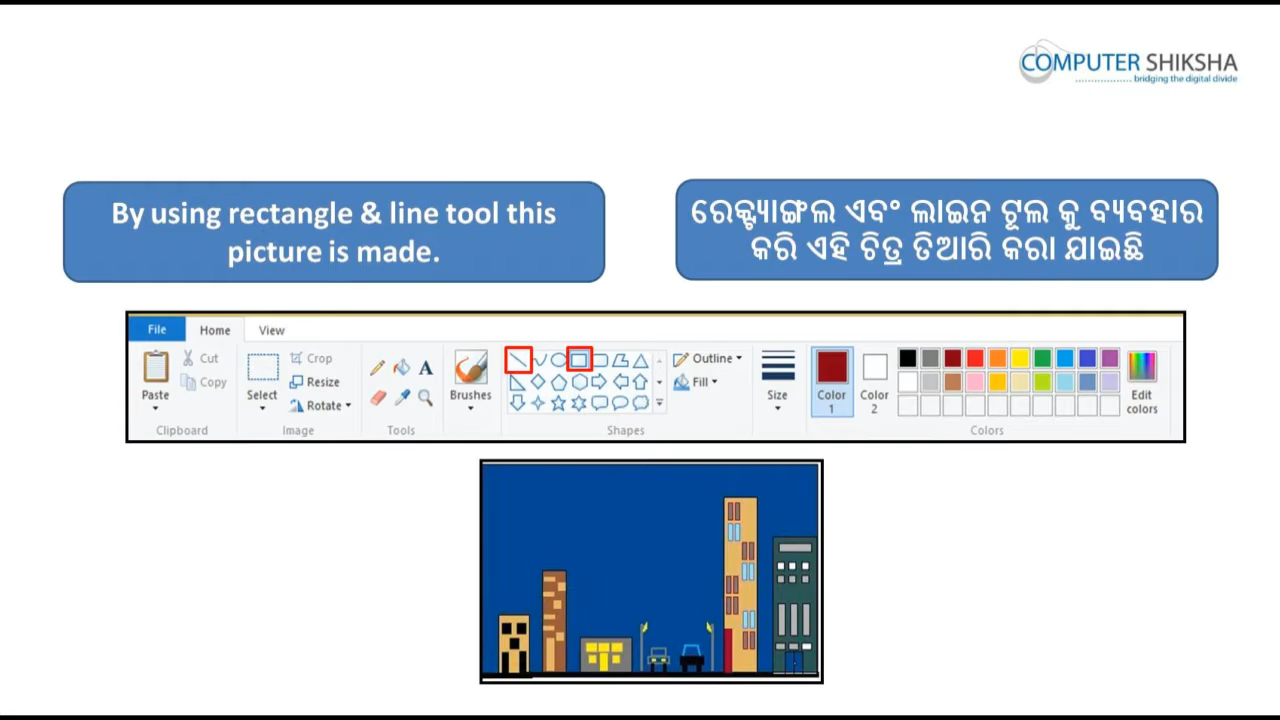 COMPUTER SHIKSHA
bridging the digital divide
By using rectangle & line tool this
picture is made.
ରେକ୍ଟ୍ୟାଙ୍ଗଲ ଏବଂ ଲାଇନ ଟୂଲ କୁ ବ୍ୟବହାର
କରି ଏହି ଚିତ୍ର ତିଆରି କରା ଯାଇଛି
File Home View
Cut
Copy
Paste
Clipboard
Select
Crop
Resize
Rotate
Image
A
Tools
Brushes
Shapes
Outline
Fill
Size
Color
1
Color
2
Edit
colors
Colors